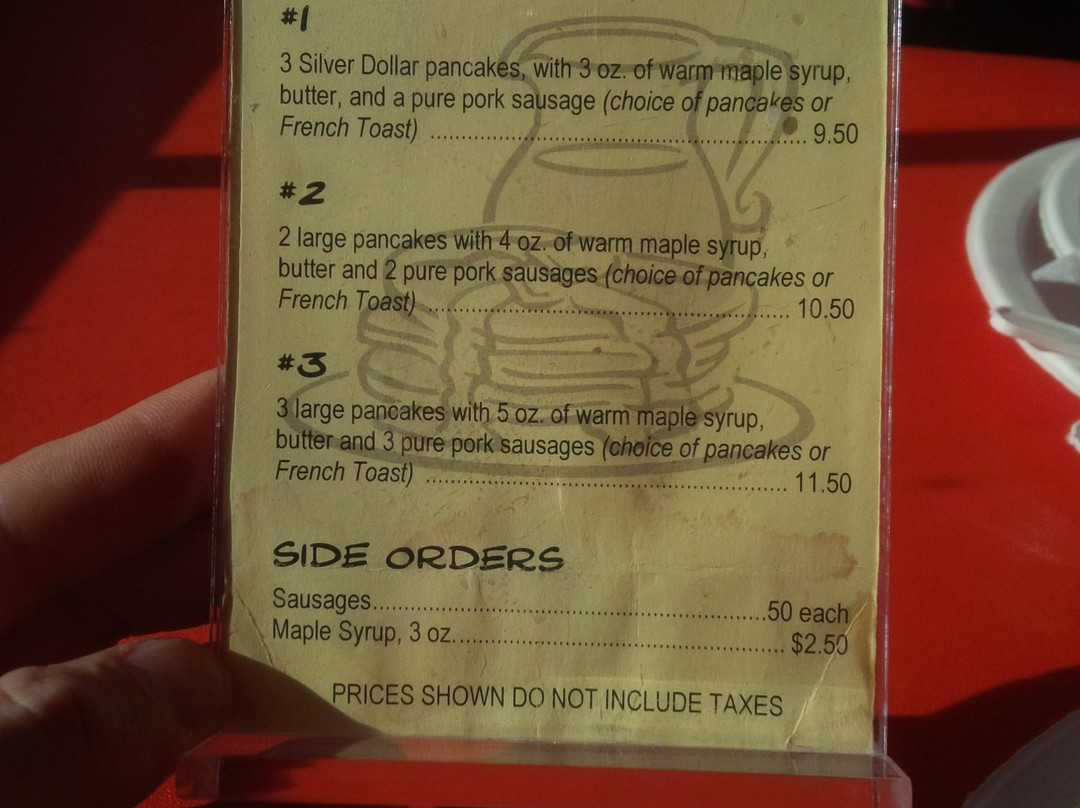 #1
3 Silver Dollar pancakes, with 3 oz. of warm maple syrup,
butter, and a pure pork sausage (choice of pancakes or
French Toast) ........................................................... 9.50
#2
2 large pancakes with 4 oz. of warm maple syrup,
butter and 2 pure pork sausages (choice of pancakes or
French Toast) ......................................................... 10.50
#3
3 large pancakes with 5 oz. of warm maple syrup,
butter and 3 pure pork sausages (choice of pancakes or
French Toast) ......................................................... 11.50
SIDE ORDERS
Sausages...............................................................50 each
Maple Syrup, 3 oz..................................................... $2.50
PRICES SHOWN DO NOT INCLUDE TAXES